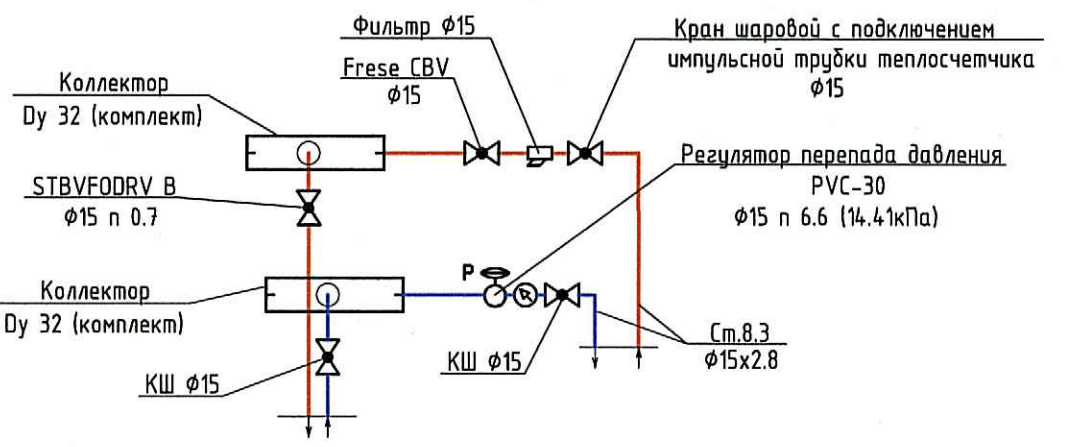 Фильтр ϕ15
Кран шаровой с подключением
импульсной трубки теплосчетчика
ϕ15
Frese CBV
ϕ15
Коллектор
Dy 32 (комплект)
Регулятор перепада давления
PVC-30
ϕ15 п 6.6 (14.41кПа)
STBVFODRV B
ϕ15 п 0.7
P
Коллектор
Dy 32 (комплект)
Ст.8.3
ϕ15x2.8
КШ ϕ15
КШ ϕ15